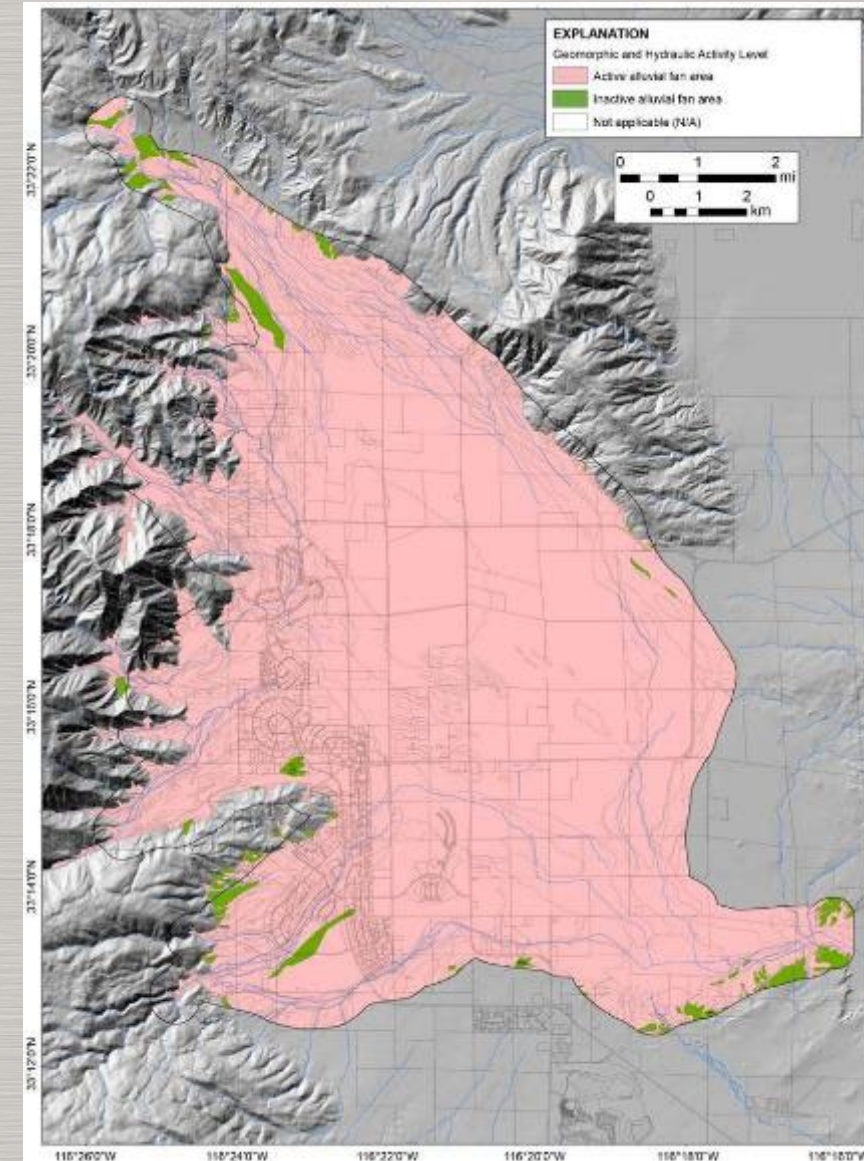 EXPLANATION
Geomorphic and Hydraulic Activity Level
Active alluvial fan area
Inactive alluvial fan area
Not applicable (N/A)
0 1 2
mi
0 1 2
km
33°22'0"N
33°20'0"N
33°18'0"N
33°16'0"N
33°14'0"N
33°12'0"N
116°26'0"W 116°24'0"W 116°22'0"W 116°20'0"W 116°18'0"W 116°16'0"W